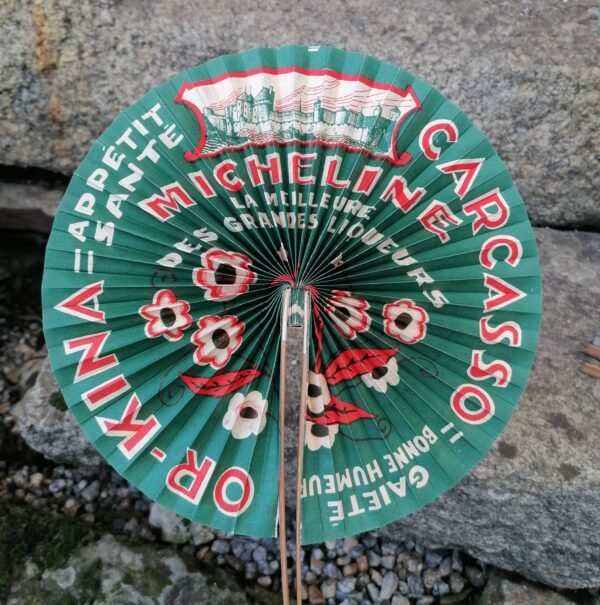 MICHELINE
LA MEILLEURE
DES GRANDES LIQUEURS
CARCASSO
GAIETÉ
= BONNE HUMEUR
OR-KINA
= APPÉTIT
SANTÉ